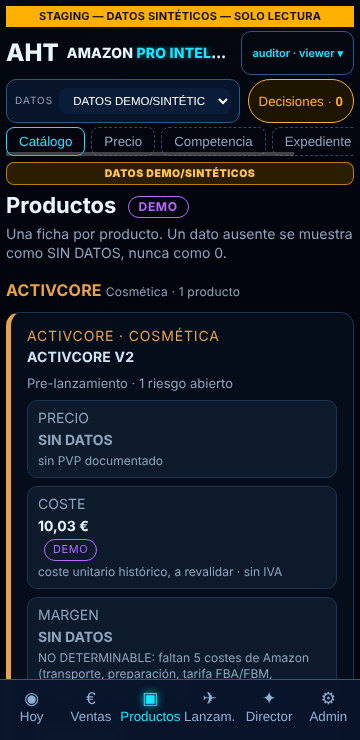 STAGING — DATOS SINTÉTICOS — SOLO LECTURA
AHT AMAZON PRO INTEL...
auditor · viewer ▾
DATOS DATOS DEMO/SINTÉTIC
Decisiones · 0
Catálogo Precio Competencia Expediente
DATOS DEMO/SINTÉTICOS
Productos DEMO
Una ficha por producto. Un dato ausente se muestra
como SIN DATOS, nunca como 0.
ACTIVCORE Cosmética · 1 producto
ACTIVCORE · COSMÉTICA
ACTIVCORE V2
Pre-lanzamiento · 1 riesgo abierto
PRECIO
SIN DATOS
sin PVP documentado
COSTE
10,03 €
DEMO
coste unitario histórico, a revalidar · sin IVA
MARGEN
SIN DATOS
NO DETERMINABLE: faltan 5 costes de Amazon
(transporte, preparación, tarifa FBA/FBM,
Hoy Ventas Productos Lanzam. Director Admin